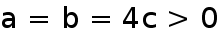 a = b = 4c > 0